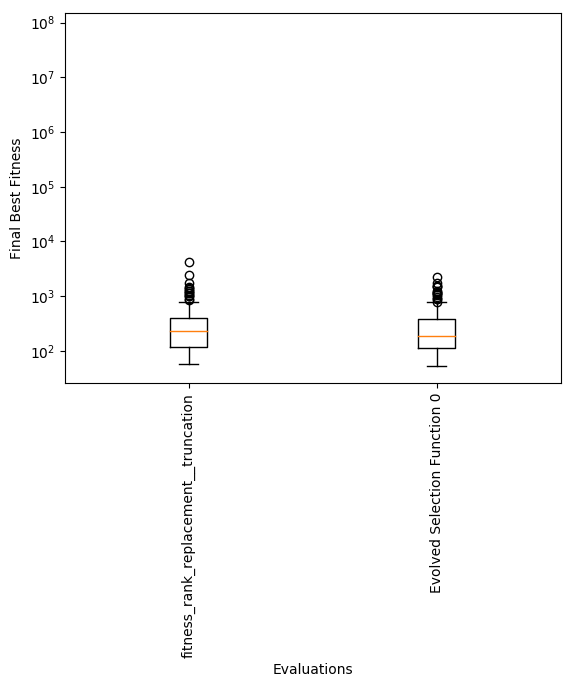 Final Best Fitness
10⁸
10⁷
10⁶
10⁵
10⁴
10³
10²
fitness_rank_replacement__truncation
Evolved Selection Function 0
Evaluations